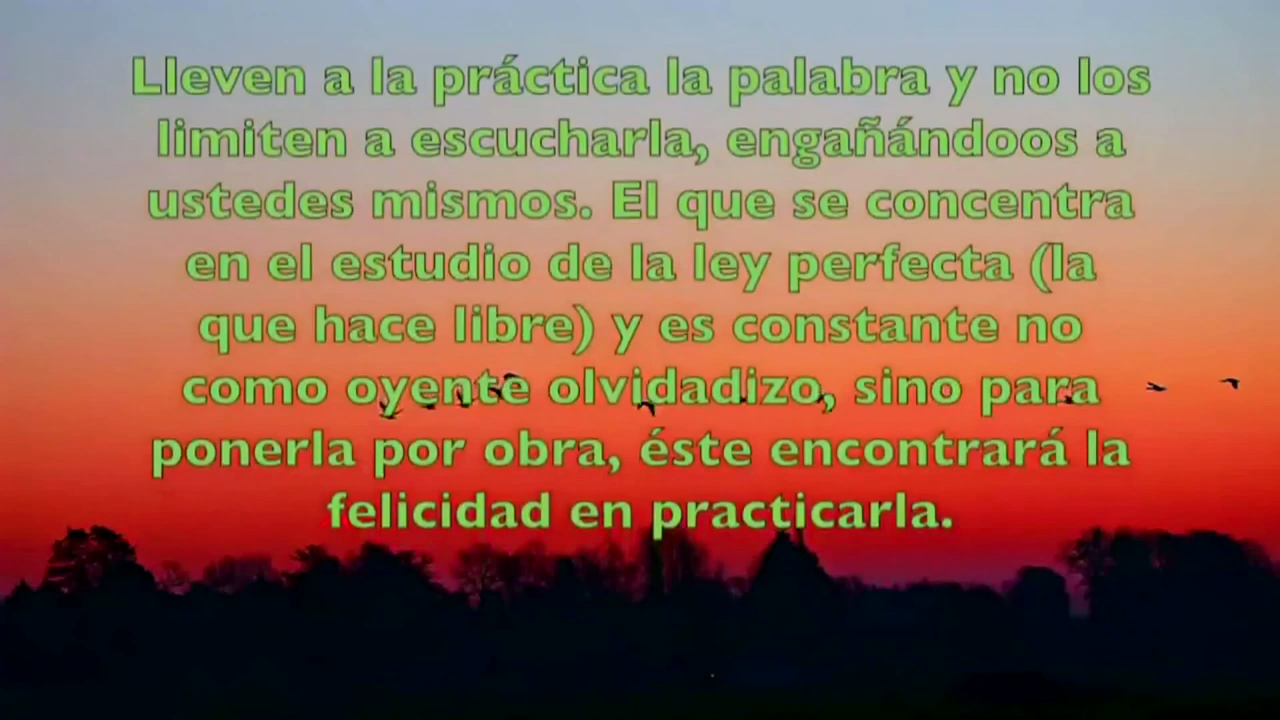 Lleven a la práctica la palabra y no los
limiten a escucharla, engañándoos a
ustedes mismos. El que se concentra
en el estudio de la ley perfecta (la
que hace libre) y es constante no
como oyente olvidadizo, sino para
ponerla por obra, éste encontrará la
felicidad en practicarla.